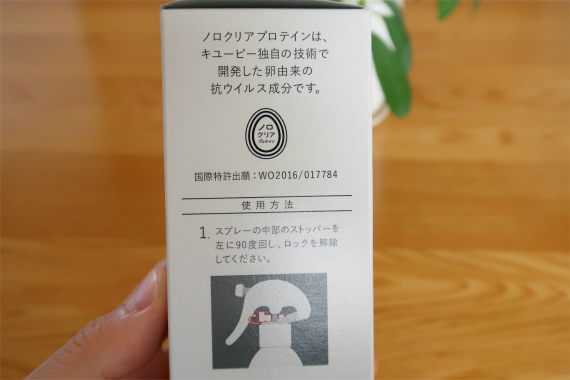 ノロクリアプロテインは、
キユーピー独自の技術で
開発した卵由来の
抗ウイルス成分です。
ノロ
クリア
プロテイン
国際特許出願：WO2016/017784
使用方法
1. スプレーの中部のストッパーを
左に90度回し、ロックを解除
してください。